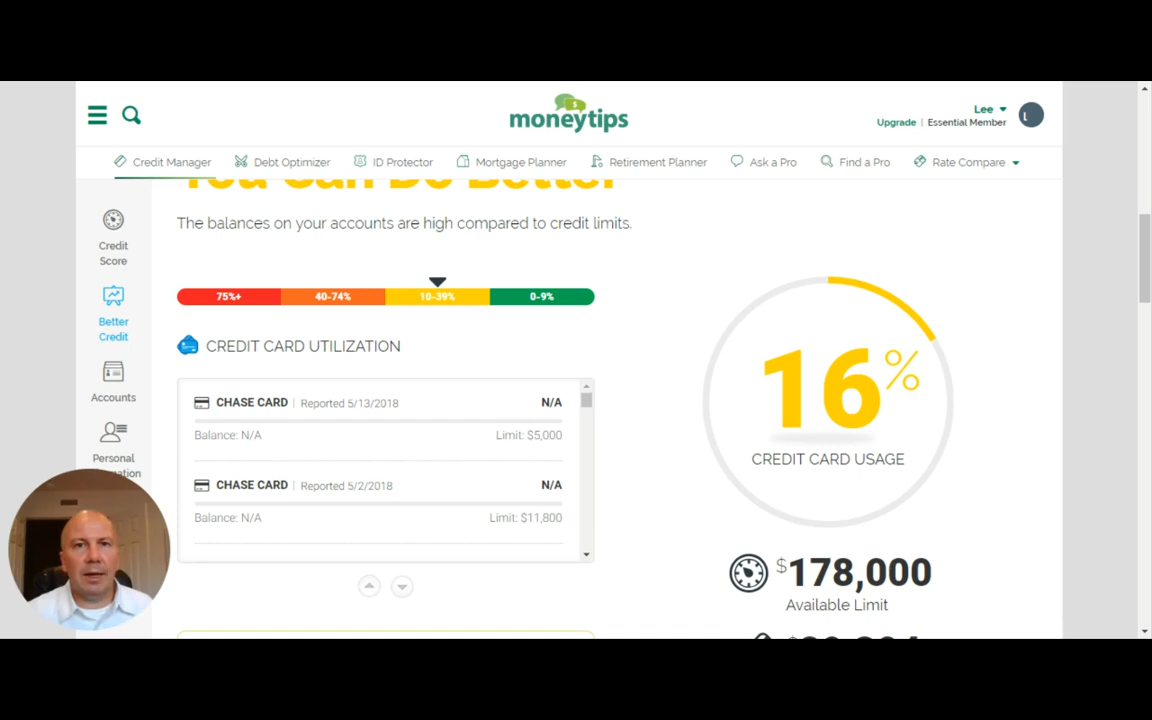 moneytips
Lee
Upgrade | Essential Member
L
Credit Manager
Debt Optimizer
ID Protector
Mortgage Planner
Retirement Planner
Ask a Pro
Find a Pro
Rate Compare
You Can Do Better
The balances on your accounts are high compared to credit limits.
Credit
Score
Better
Credit
Accounts
Personal
75%+
40-74%
10-39%
0-9%
CREDIT CARD UTILIZATION
CHASE CARD | Reported 5/13/2018 N/A
Balance: N/A Limit: $5,000
CHASE CARD | Reported 5/2/2018 N/A
Balance: N/A Limit: $11,800
16%
CREDIT CARD USAGE
$178,000
Available Limit